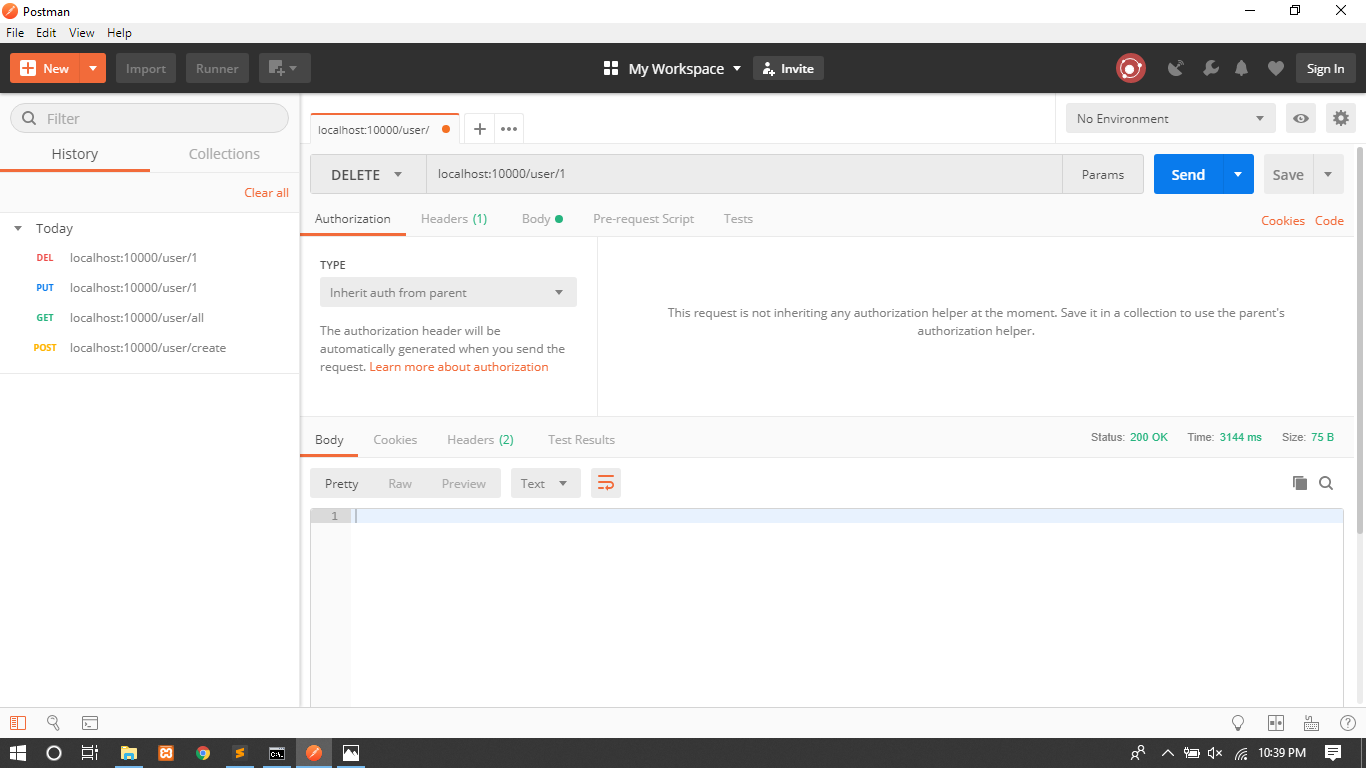 Postman
File Edit View Help
New Import Runner My Workspace Invite Sign In
Filter
History Collections
Clear all
Today
DEL localhost:10000/user/1
PUT localhost:10000/user/1
GET localhost:10000/user/all
POST localhost:10000/user/create
localhost:10000/user/
No Environment
DELETE localhost:10000/user/1 Params Send Save
Authorization Headers (1) Body Pre-request Script Tests Cookies Code
TYPE
Inherit auth from parent
The authorization header will be
automatically generated when you send the
request. Learn more about authorization
This request is not inheriting any authorization helper at the moment. Save it in a collection to use the parent's
authorization helper.
Body Cookies Headers (2) Test Results Status: 200 OK Time: 3144 ms Size: 75 B
Pretty Raw Preview Text
1
10:39 PM